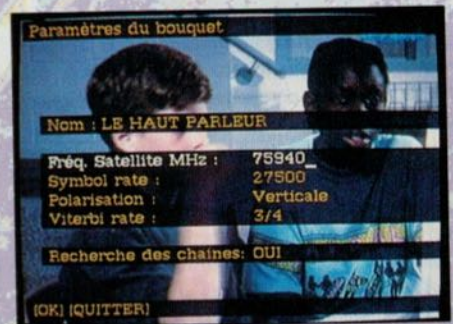 Paramètres du bouquet
Nom : LE HAUT PARLEUR
Fréq. Satellite MHz : 75940_
Symbol rate : 27500
Polarisation : Verticale
Viterbi rate : 3/4
Recherche des chaines: OUI
[OK] [QUITTER]